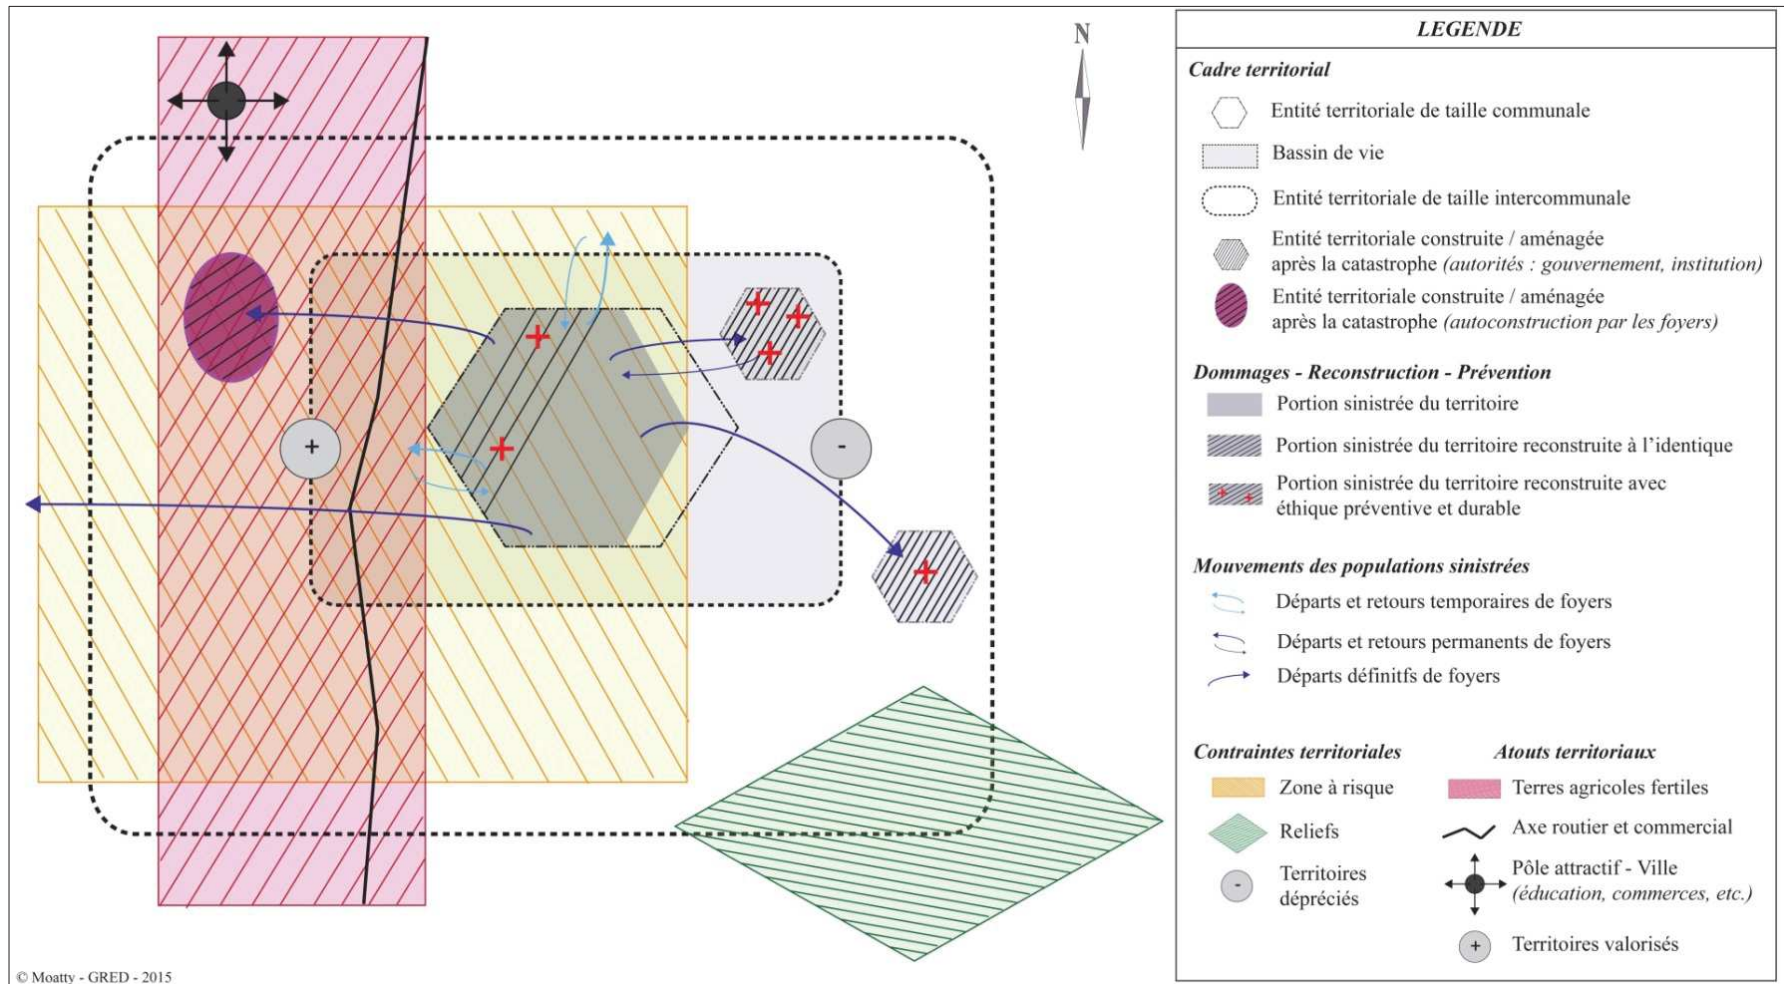 N
+
-
© Moatty - GRED - 2015
LEGENDE
Cadre territorial
Entité territoriale de taille communale
Bassin de vie
Entité territoriale de taille intercommunale
Entité territoriale construite / aménagée
après la catastrophe (autorités : gouvernement, institution)
Entité territoriale construite / aménagée
après la catastrophe (autoconstruction par les foyers)
Dommages - Reconstruction - Prévention
Portion sinistrée du territoire
Portion sinistrée du territoire reconstruite à l’identique
Portion sinistrée du territoire reconstruite avec
éthique préventive et durable
Mouvements des populations sinistrées
Départs et retours temporaires de foyers
Départs et retours permanents de foyers
Départs définitfs de foyers
Contraintes territoriales
Zone à risque
Reliefs
-
Territoires
dépréciés
Atouts territoriaux
Terres agricoles fertiles
Axe routier et commercial
Pôle attractif - Ville
(éducation, commerces, etc.)
+
Territoires valorisés